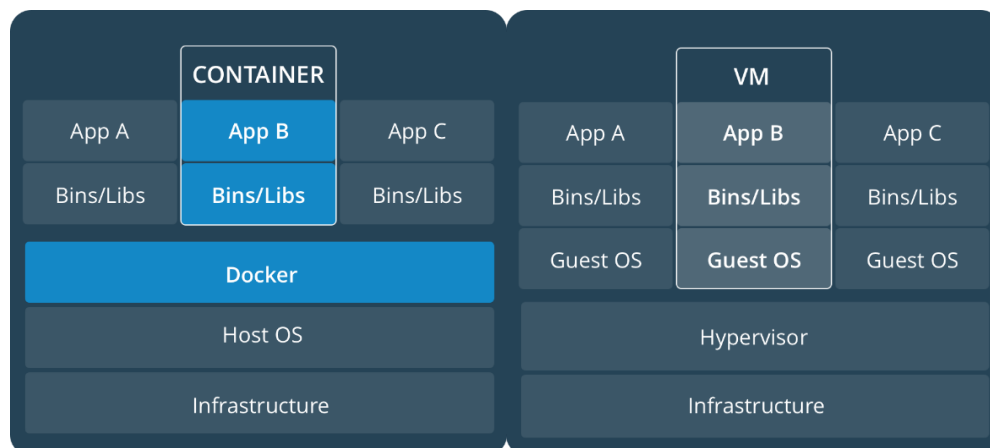 CONTAINER
App A App B App C
Bins/Libs Bins/Libs Bins/Libs
Docker
Host OS
Infrastructure
VM
App A App B App C
Bins/Libs Bins/Libs Bins/Libs
Guest OS Guest OS Guest OS
Hypervisor
Infrastructure